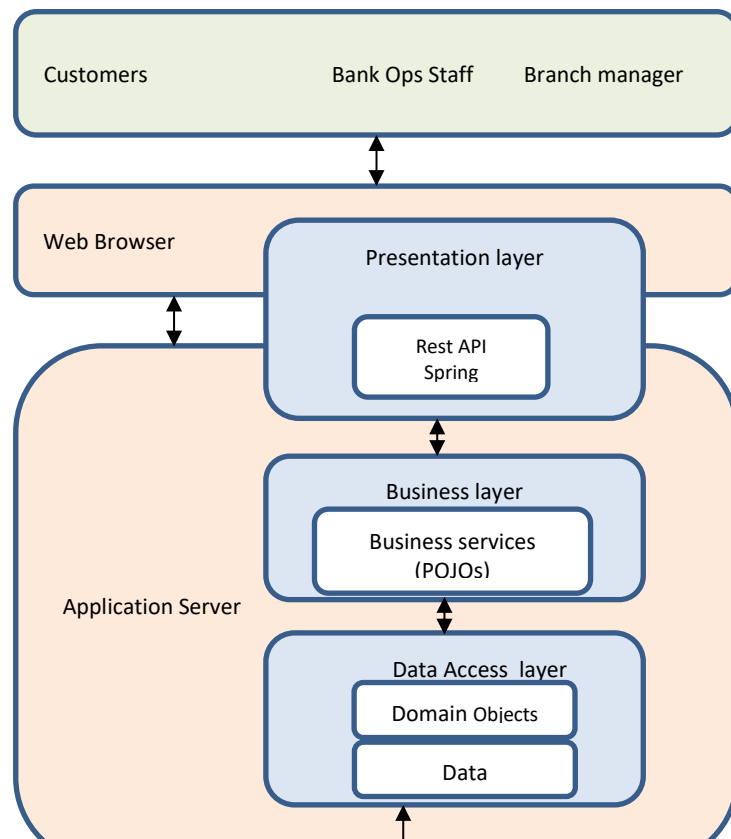 Customers Bank Ops Staff Branch manager
Web Browser
Presentation layer
Rest API
Spring
Business layer
Business services
(POJOs)
Application Server
Data Access layer
Domain Objects
Data